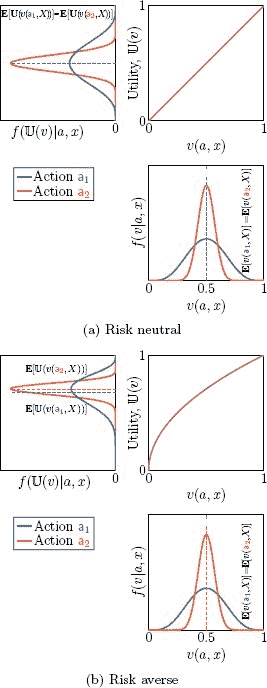 E[U(v(a₁,X))]=E[U(v(a₂,X))]
1
Utility, 𝕌(v)
0
f(𝕌(v)|a, x)
0
v(a, x)
1
Action a₁
Action a₂
f(v|a, x)
E[v(a₁,X)]=E[v(a₂,X)]
0
0.5
1
v(a, x)
(a) Risk neutral
E[𝕌(v(a₂,X))]
E[𝕌(v(a₁,X))]
1
Utility, 𝕌(v)
0
f(𝕌(v)|a, x)
0
v(a, x)
1
Action a₁
Action a₂
f(v|a, x)
E[v(a₁,X)]=E[v(a₂,X)]
0
0.5
1
v(a, x)
(b) Risk averse